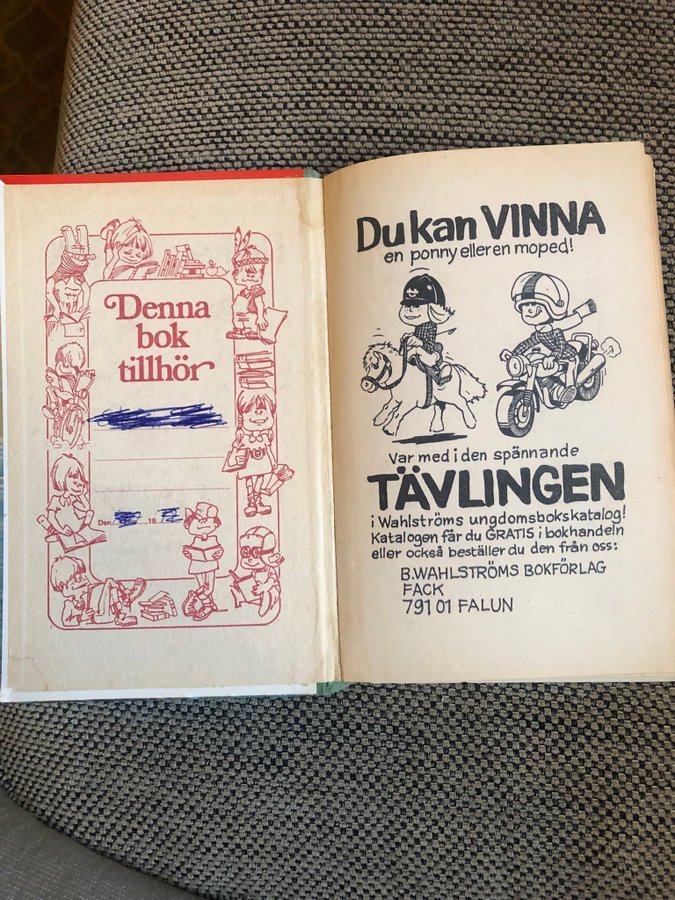 Denna
bok
tillhör
Den 19
Du kan VINNA
en ponny eller en moped!
Var med i den spännande
TÄVLINGEN
i Wahlströms ungdomsbokskatalog!
Katalogen får du GRATIS i bokhandeln
eller också beställer du den från oss:
B.WAHLSTRÖMS BOKFÖRLAG
FACK
791 01 FALUN